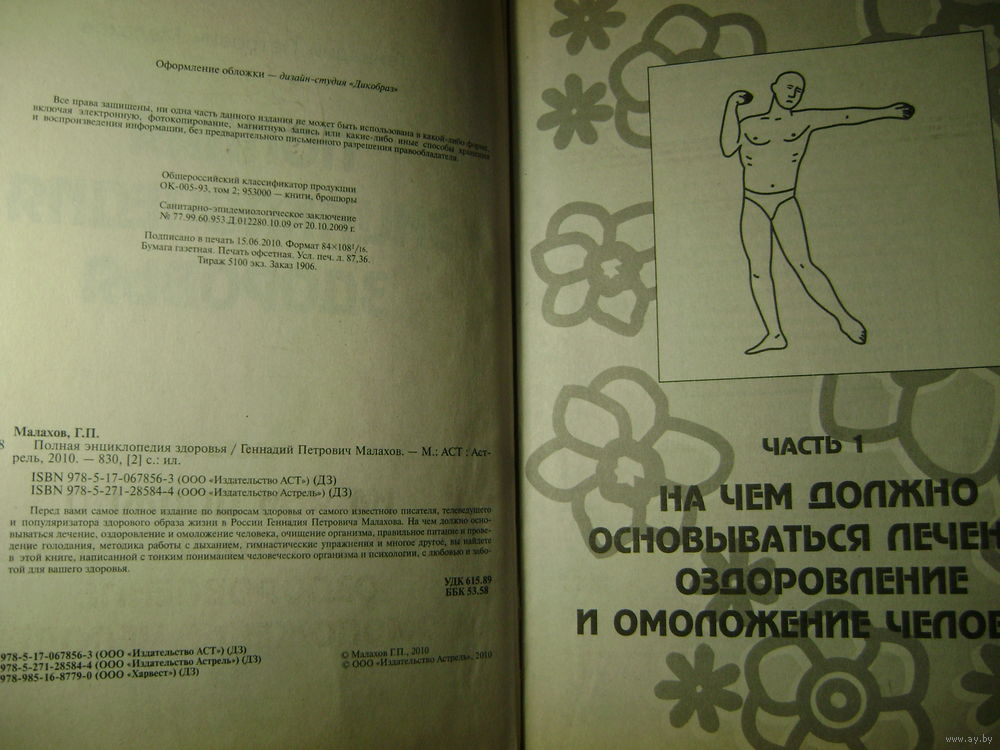 Оформление обложки — дизайн-студия «Дикобраз»
Все права защищены, ни одна часть данного издания не может быть использована в какой-либо форме,
включая электронную, фотокопирование, магнитную запись или какие-либо иные способы хранения
и воспроизведения информации, без предварительного письменного разрешения правообладателя.
Общероссийский классификатор продукции
ОК-005-93, том 2; 953000 — книги, брошюры
Санитарно-эпидемиологическое заключение
№ 77.99.60.953.Д.012280.10.09 от 20.10.2009 г.
Подписано в печать 15.06.2010. Формат 84×108¹/16.
Бумага газетная. Печать офсетная. Усл. печ. л. 87,36.
Тираж 5100 экз. Заказ 1906.
Малахов, Г.П.
8 Полная энциклопедия здоровья / Геннадий Петрович Малахов. — М.: АСТ : Аст-
рель, 2010. — 830, [2] с.: ил.
ISBN 978-5-17-067856-3 (ООО «Издательство АСТ») (ДЗ)
ISBN 978-5-271-28584-4 (ООО «Издательство Астрель») (ДЗ)
Перед вами самое полное издание по вопросам здоровья от самого известного писателя, телеведущего
и популяризатора здорового образа жизни в России Геннадия Петровича Малахова. На чем должно осно-
вываться лечение, оздоровление и омоложение человека, очищение организма, правильное питание и прове-
дение голодания, методика работы с дыханием, гимнастические упражнения и многое другое, вы найдете
в этой книге, написанной с тонким пониманием человеческого организма и психологии, с любовью и забо-
той для вашего здоровья.
УДК 615.89
ББК 53.58
978-5-17-067856-3 (ООО «Издательство АСТ») (ДЗ)
978-5-271-28584-4 (ООО «Издательство Астрель») (ДЗ)
978-985-16-8779-0 (ООО «Харвест») (ДЗ)
© Малахов Г.П., 2010
© ООО «Издательство Астрель», 2010
ЧАСТЬ 1
НА ЧЕМ ДОЛЖНО
ОСНОВЫВАТЬСЯ ЛЕЧЕН
ОЗДОРОВЛЕНИЕ
И ОМОЛОЖЕНИЕ ЧЕЛО
www.ay.by